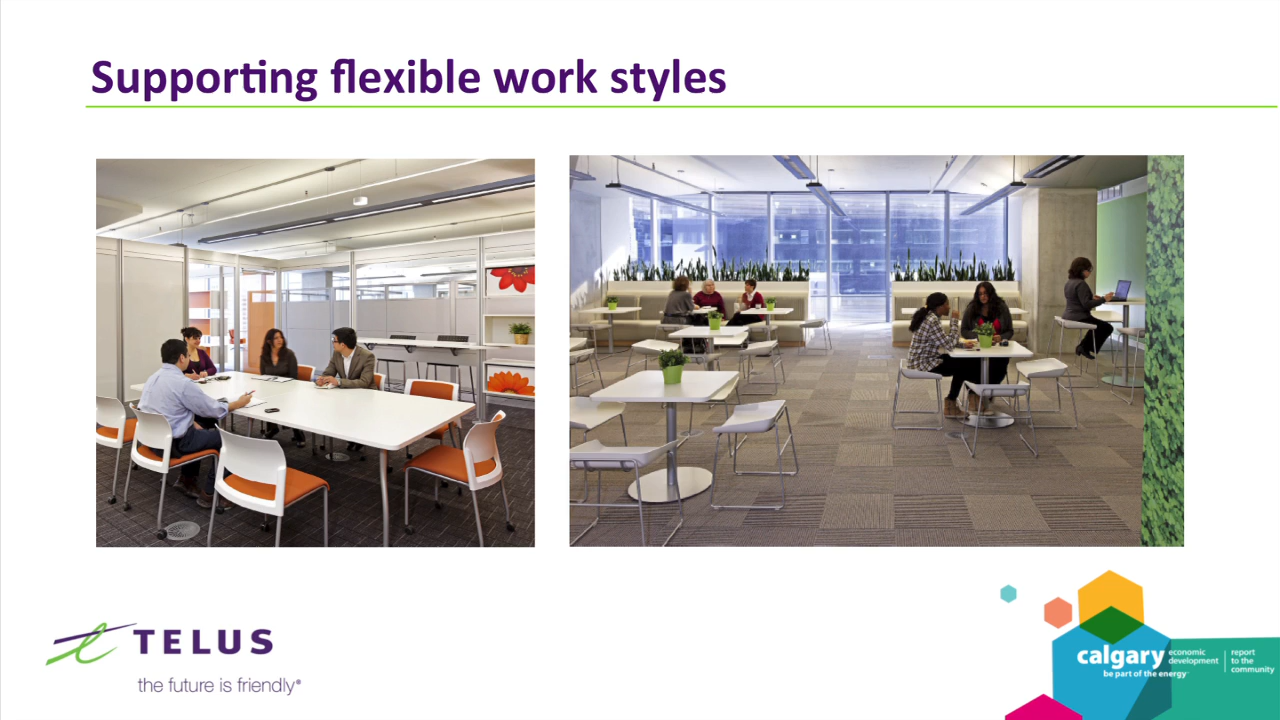 Supporting flexible work styles
TELUS
the future is friendly®
calgary
economic
development
report
to the
community
be part of the energy